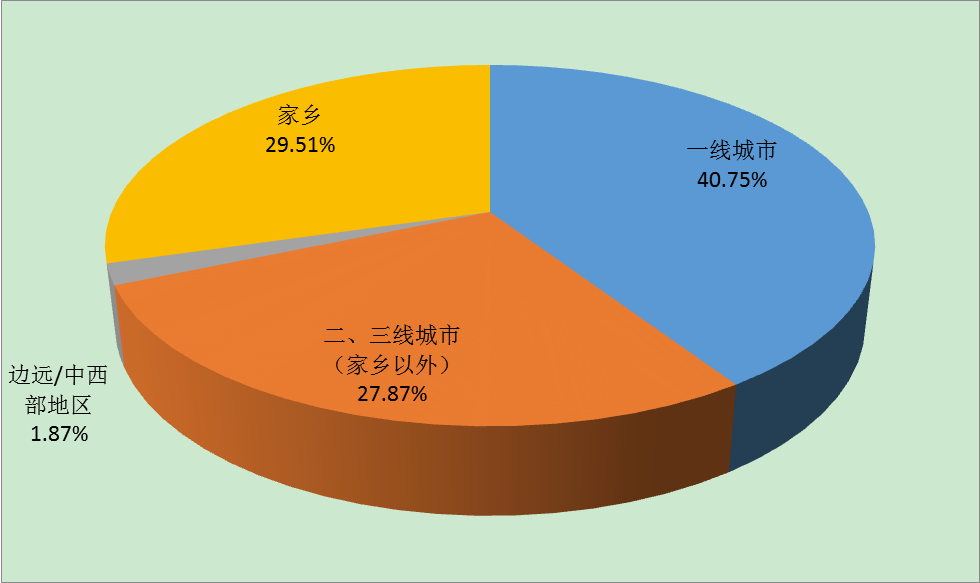 家乡
29.51%
一线城市
40.75%
二、三线城市
（家乡以外）
27.87%
边远/中西
部地区
1.87%